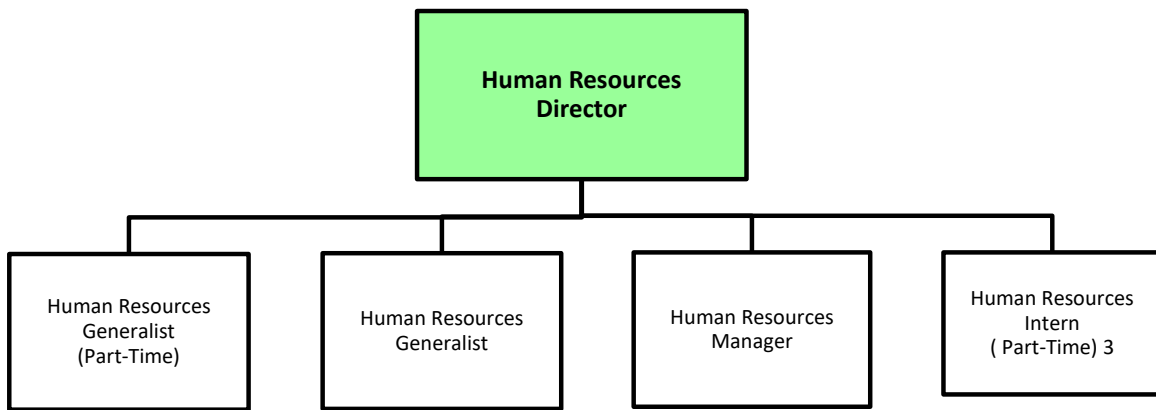 Human Resources
Director
Human Resources
Generalist
(Part-Time)
Human Resources
Generalist
Human Resources
Manager
Human Resources
Intern
( Part-Time) 3